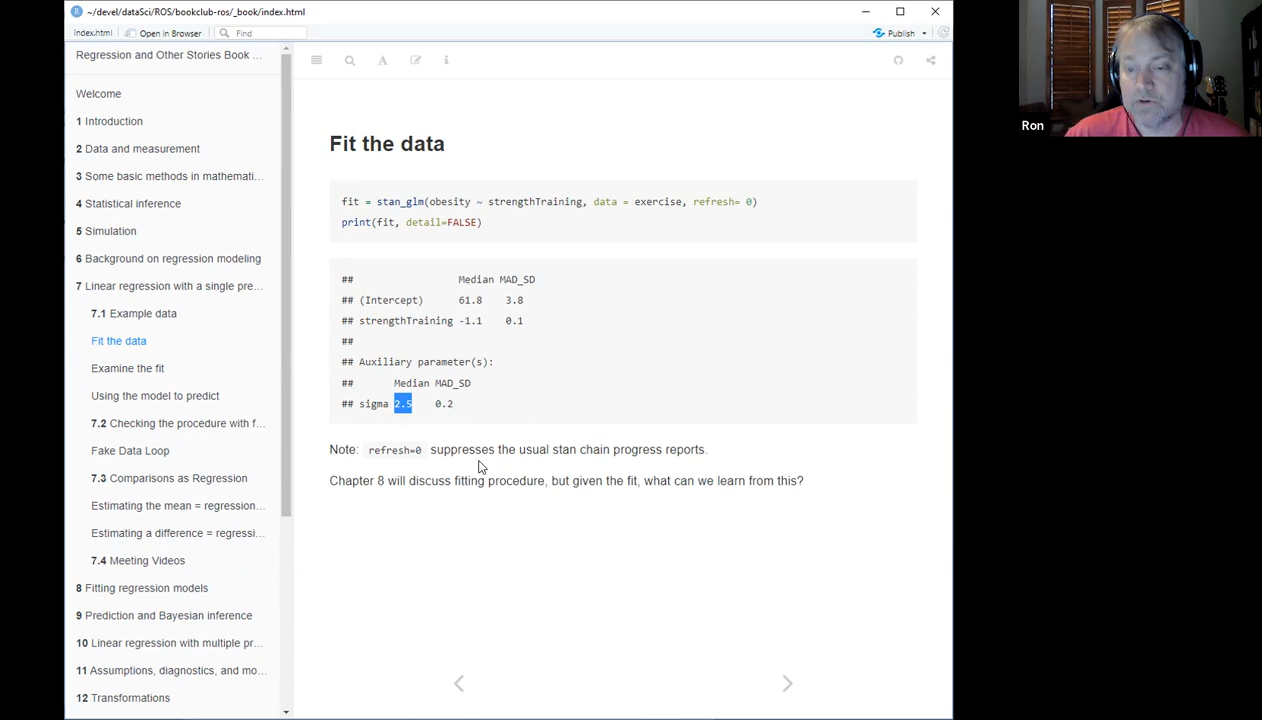 ~/devel/dataSci/ROS/bookclub-ros/_book/index.html
index.html
Open in Browser
Find
Publish
Regression and Other Stories Book ...
Welcome
1 Introduction
2 Data and measurement
3 Some basic methods in mathemati...
4 Statistical inference
5 Simulation
6 Background on regression modeling
7 Linear regression with a single pre...
7.1 Example data
Fit the data
Examine the fit
Using the model to predict
7.2 Checking the procedure with f...
Fake Data Loop
7.3 Comparisons as Regression
Estimating the mean = regression...
Estimating a difference = regressi...
7.4 Meeting Videos
8 Fitting regression models
9 Prediction and Bayesian inference
10 Linear regression with multiple pr...
11 Assumptions, diagnostics, and mo...
12 Transformations
Fit the data
fit = stan_glm(obesity ~ strengthTraining, data = exercise, refresh= 0)
print(fit, detail=FALSE)
## Median MAD_SD
## (Intercept) 61.8 3.8
## strengthTraining -1.1 0.1
##
## Auxiliary parameter(s):
## Median MAD_SD
## sigma 2.5 0.2
Note: refresh=0 suppresses the usual stan chain progress reports.
Chapter 8 will discuss fitting procedure, but given the fit, what can we learn from this?
Ron